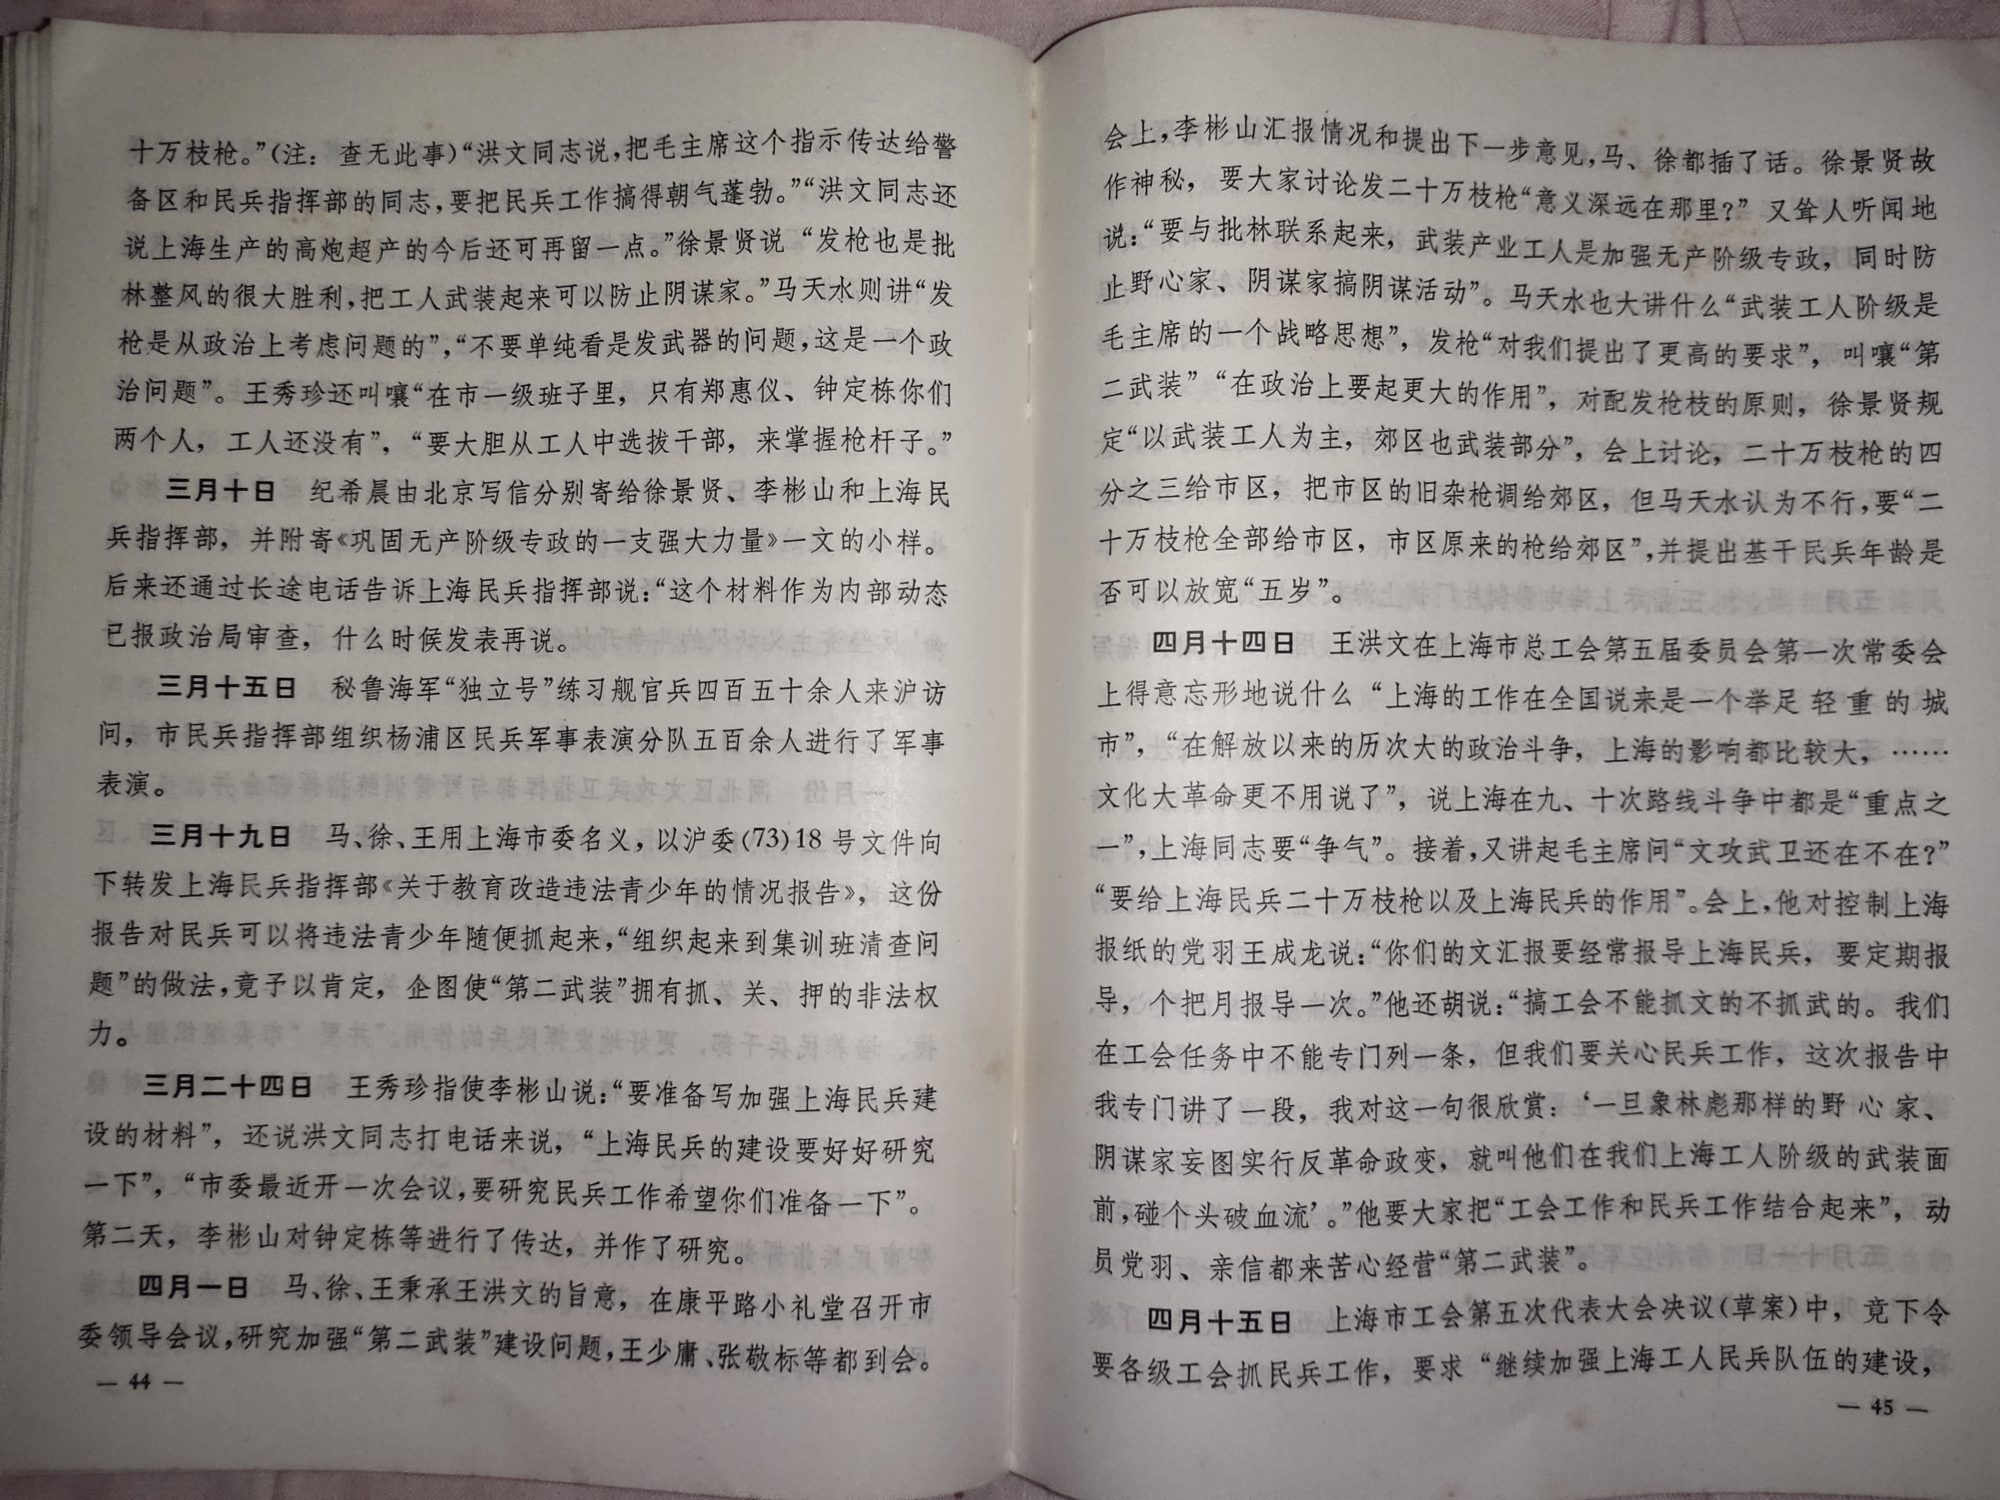 十万枝枪。”(注：查无此事)“洪文同志说,把毛主席这个指示传达给警
备区和民兵指挥部的同志,要把民兵工作搞得朝气蓬勃。”“洪文同志还
说上海生产的高炮超产的今后还可再留一点。”徐景贤说 “发枪也是批
林整风的很大胜利,把工人武装起来可以防止阴谋家。”马天水则讲“发
枪是从政治上考虑问题的”,“不要单纯看是发武器的问题,这是一个政
治问题”。王秀珍还叫嚷“在市一级班子里，只有郑惠仪、钟定栋你们
两个人，工人还没有”，“要大胆从工人中选拔干部，来掌握枪杆子。”
三月十日 纪希晨由北京写信分别寄给徐景贤、李彬山和上海民
兵指挥部，并附寄《巩固无产阶级专政的一支强大力量》一文的小样。
后来还通过长途电话告诉上海民兵指挥部说：“这个材料作为内部动态
已报政治局审查，什么时候发表再说。
三月十五日 秘鲁海军“独立号”练习舰官兵四百五十余人来沪访
问，市民兵指挥部组织杨浦区民兵军事表演分队五百余人进行了军事
表演。
三月十九日 马、徐、王用上海市委名义，以沪委(73)18号文件向
下转发上海民兵指挥部《关于教育改造违法青少年的情况报告》，这份
报告对民兵可以将违法青少年随便抓起来,“组织起来到集训班清查问
题”的做法,竟予以肯定，企图使“第二武装”拥有抓、关、押的非法权
力。
三月二十四日 王秀珍指使李彬山说：“要准备写加强上海民兵建
设的材料”，还说洪文同志打电话来说，“上海民兵的建设要好好研究
一下”，“市委最近开一次会议,要研究民兵工作希望你们准备一下”。
第二天，李彬山对钟定栋等进行了传达，并作了研究。
四月一日 马、徐、王秉承王洪文的旨意，在康平路小礼堂召开市
委领导会议,研究加强“第二武装”建设问题,王少庸、张敬标等都到会。
— 44 —
会上,李彬山汇报情况和提出下一步意见,马、徐都插了话。徐景贤故
作神秘，要大家讨论发二十万枝枪“意义深远在那里？”又耸人听闻地
说：“要与批林联系起来，武装产业工人是加强无产阶级专政，同时防
止野心家、阴谋家搞阴谋活动”。马天水也大讲什么“武装工人阶级是
毛主席的一个战略思想”，发枪“对我们提出了更高的要求”，叫嚷“第
二武装”“在政治上要起更大的作用”，对配发枪枝的原则，徐景贤规
定“以武装工人为主，郊区也武装部分”，会上讨论，二十万枝枪的四
分之三给市区，把市区的旧杂枪调给郊区，但马天水认为不行,要“二
十万枝枪全部给市区，市区原来的枪给郊区”,并提出基干民兵年龄是
否可以放宽“五岁”。
四月十四日 王洪文在上海市总工会第五届委员会第一次常委会
上得意忘形地说什么 “上海的工作在全国说来是一个举足轻重的城
市”，“在解放以来的历次大的政治斗争，上海的影响都比较大，……
文化大革命更不用说了”，说上海在九、十次路线斗争中都是“重点之
一”,上海同志要“争气”。接着,又讲起毛主席问“文攻武卫还在不在？”
“要给上海民兵二十万枝枪以及上海民兵的作用”。会上,他对控制上海
报纸的党羽王成龙说：“你们的文汇报要经常报导上海民兵，要定期报
导，个把月报导一次。”他还胡说：“搞工会不能抓文的不抓武的。我们
在工会任务中不能专门列一条，但我们要关心民兵工作，这次报告中
我专门讲了一段，我对这一句很欣赏：‘一旦象林彪那样的野心家、
阴谋家妄图实行反革命政变，就叫他们在我们上海工人阶级的武装面
前,碰个头破血流’。”他要大家把“工会工作和民兵工作结合起来”，动
员党羽、亲信都来苦心经营“第二武装”。
四月十五日 上海市工会第五次代表大会决议(草案)中，竟下令
要各级工会抓民兵工作，要求 “继续加强上海工人民兵队伍的建设，
— 45 —